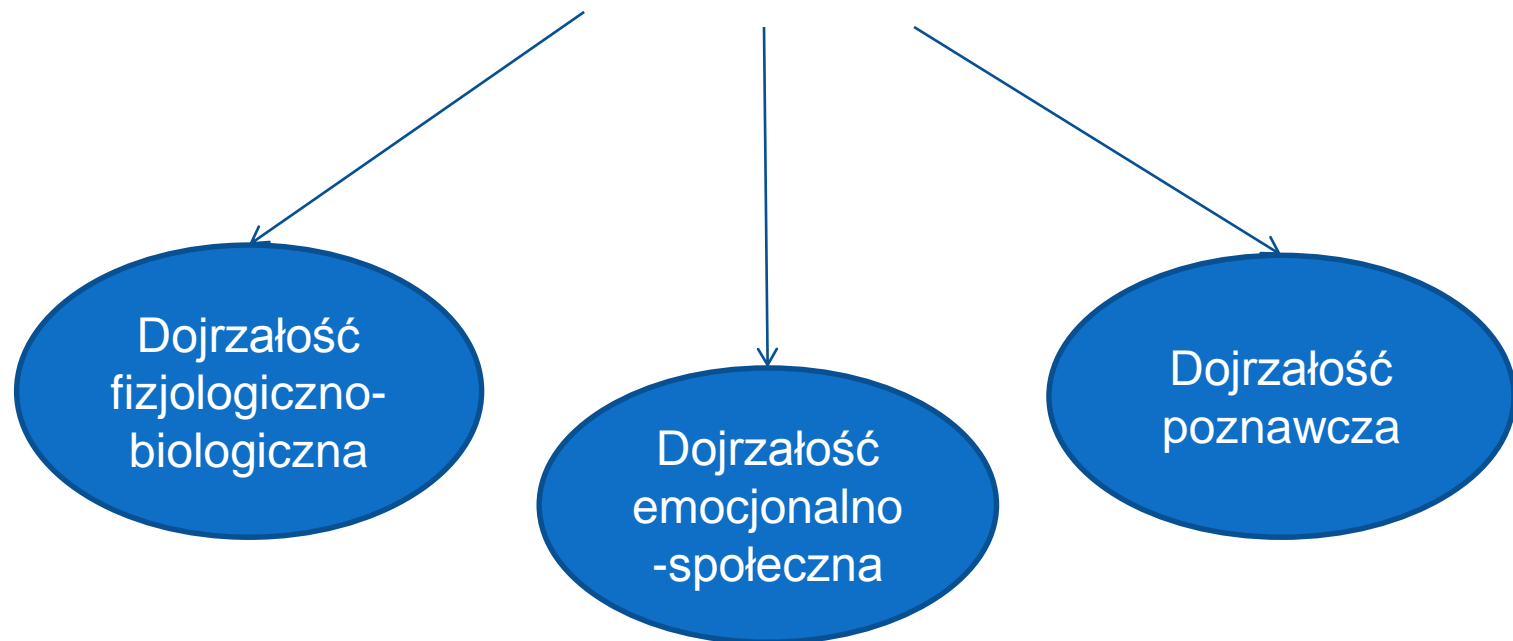 Dojrzałość
fizjologiczno-
biologiczna
Dojrzałość
emocjonalno
-społeczna
Dojrzałość
poznawcza